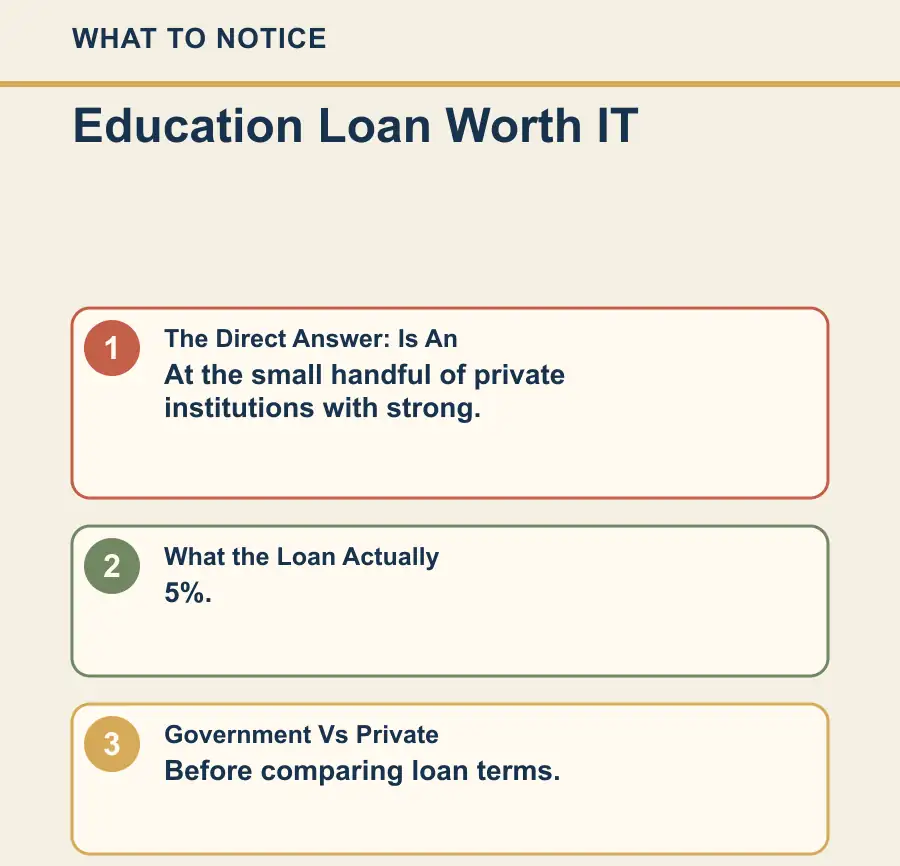 WHAT TO NOTICE
Education Loan Worth IT
1
The Direct Answer: Is An
At the small handful of private
institutions with strong.
2
What the Loan Actually
5%.
3
Government Vs Private
Before comparing loan terms.